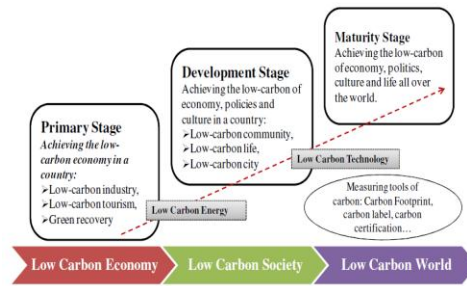 Primary Stage
Achieving the low-
carbon economy in a
country:
➢Low-carbon industry,
➢Low-carbon tourism,
➢Green recovery
Low Carbon Energy
Development Stage
Achieving the low-carbon of
economy, policies and
culture in a country:
➢Low-carbon community,
➢Low-carbon life,
➢Low-carbon city
Low Carbon Technology
Maturity Stage
Achieving the low-carbon
of economy, politics,
culture and life all over
the world.
Measuring tools of
carbon: Carbon Footprint,
carbon label, carbon
certification…
Low Carbon Economy
Low Carbon Society
Low Carbon World